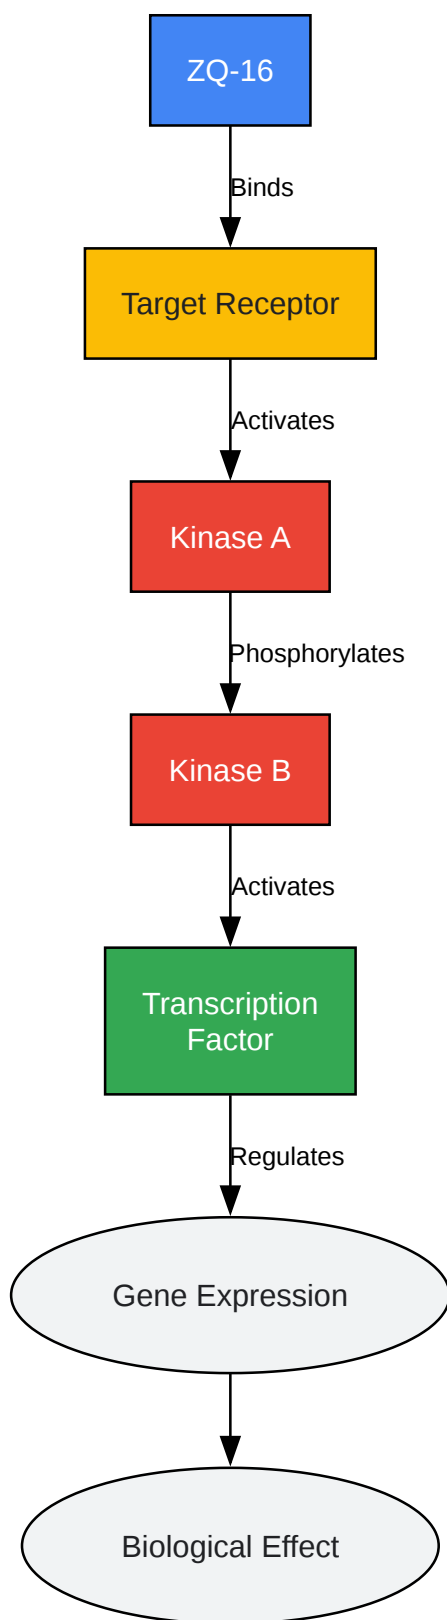 ZQ-16
Binds
Target Receptor
Activates
Kinase A
Phosphorylates
Kinase B
Activates
Transcription
Factor
Regulates
Gene Expression
Biological Effect